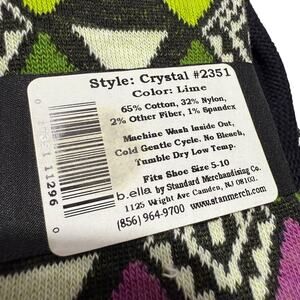 Style: Crystal #2351
Color: Lime
65% Cotton, 32% Nylon,
2% Other Fiber, 1% Spandex
Machine Wash Inside Out,
Cold Gentle Cycle. No Bleach,
Tumble Dry Low Temp.
Fits Shoe Size 5-10
b.ella by Standard Merchandising Co.
1125 Wright Ave Camden, NJ 08103.
(856) 964-9700 www.stanmerch.com